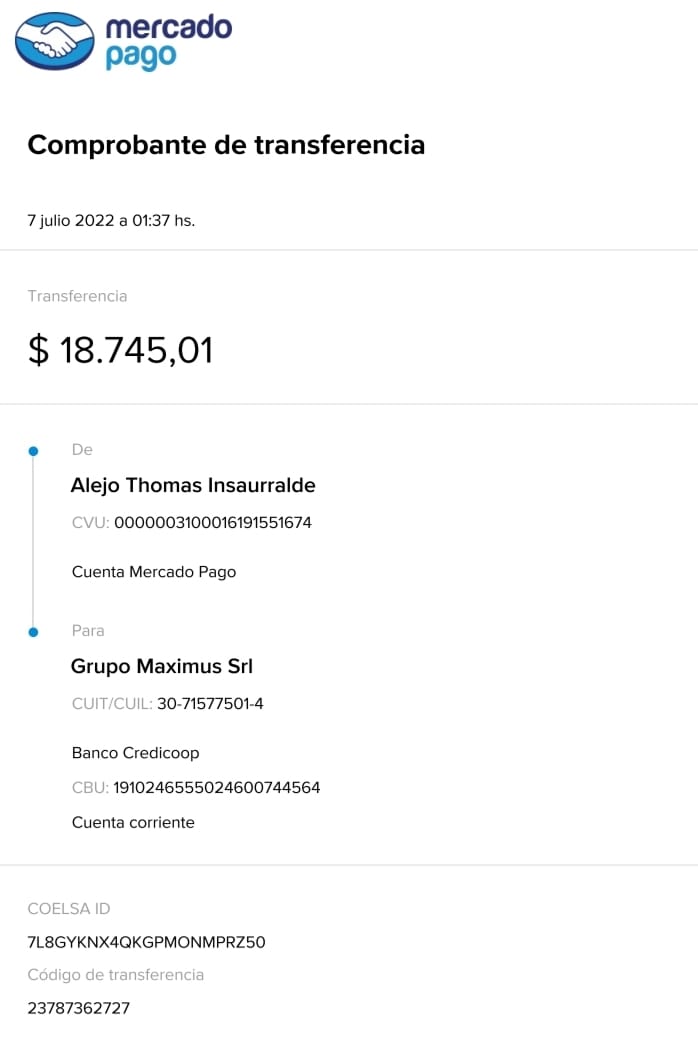 mercado
pago
Comprobante de transferencia
7 julio 2022 a 01:37 hs.
Transferencia
$ 18.745,01
De
Alejo Thomas Insaurralde
CVU: 0000003100016191551674
Cuenta Mercado Pago
Para
Grupo Maximus Srl
CUIT/CUIL: 30-71577501-4
Banco Credicoop
CBU: 1910246555024600744564
Cuenta corriente
COELSA ID
7L8GYKNX4QKGPMONMPRZ50
Código de transferencia
23787362727